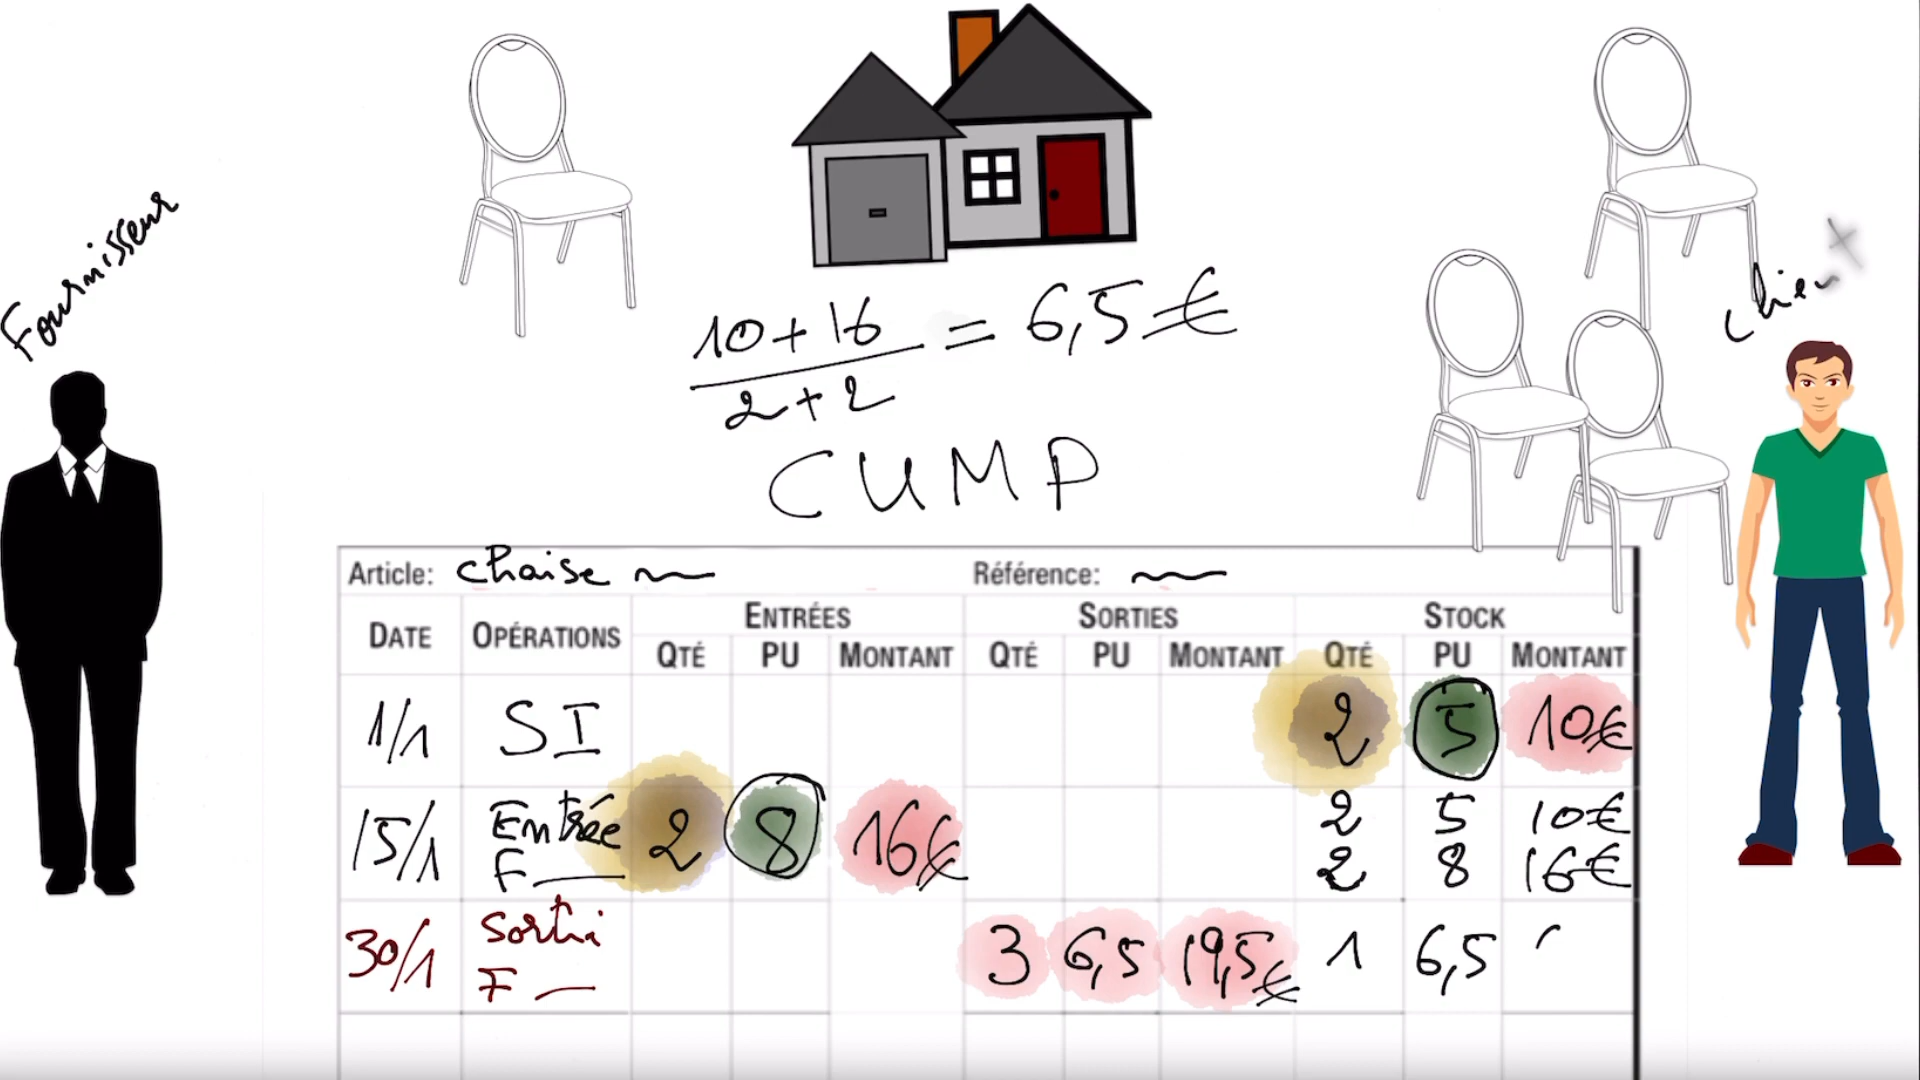 Fournisseur
Client
10 + 16 / 2 + 2 = 6,5 €
CUMP
Article: chaise Référence:
DATE OPÉRATIONS ENTRÉES SORTIES STOCK
QTÉ PU MONTANT QTÉ PU MONTANT QTÉ PU MONTANT
1/1 SI 2 5 10€
15/1 Entrée 2 8 16€ 2 5 10€
F 2 8 16€
30/1 Sorti 3 6,5 19,5€ 1 6,5
F